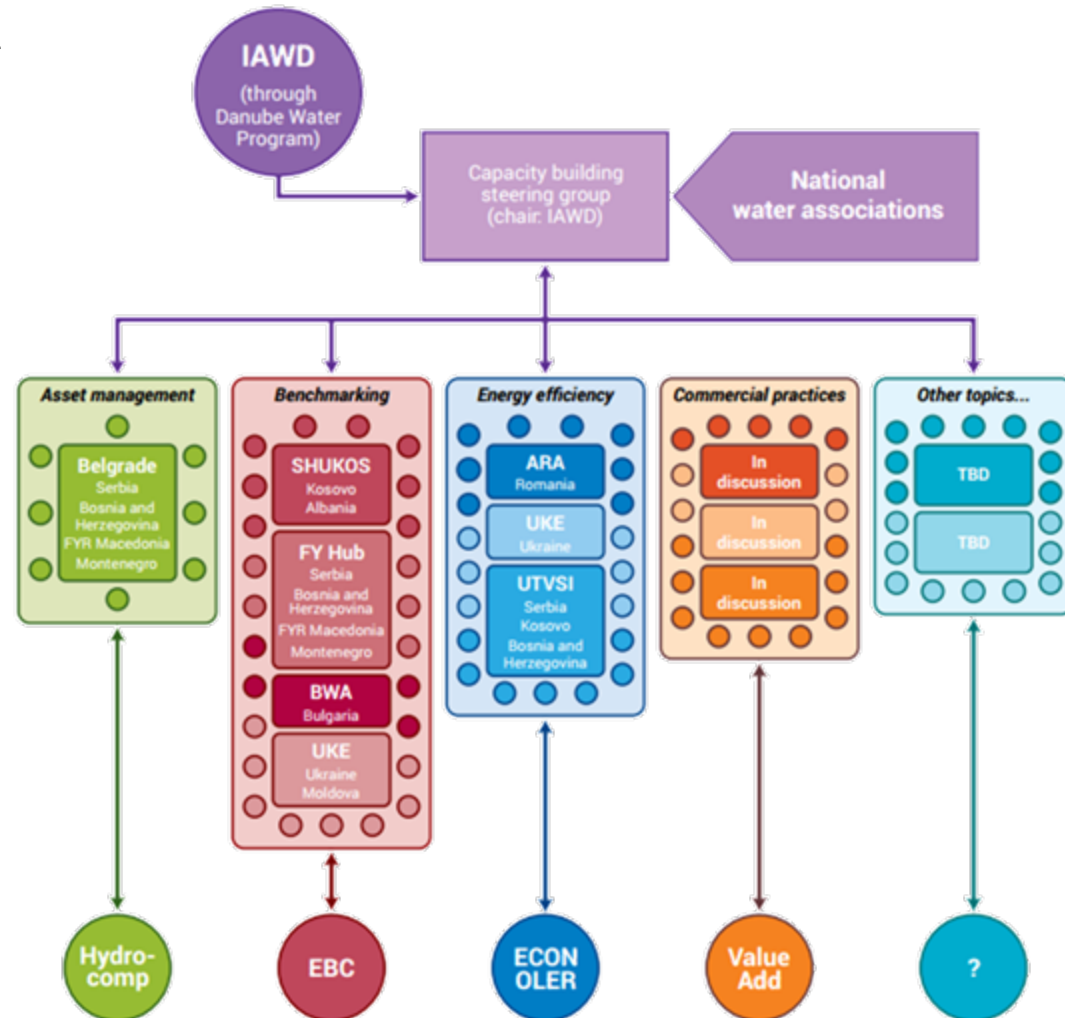 IAWD
(through
Danube Water
Program)
Capacity building
steering group
(chair: IAWD)
National
water associations
Asset management
Belgrade
Serbia
Bosnia and
Herzegovina
FYR Macedonia
Montenegro
Benchmarking
SHUKOS
Kosovo
Albania
FY Hub
Serbia
Bosnia and
Herzegovina
FYR Macedonia
Montenegro
BWA
Bulgaria
UKE
Ukraine
Moldova
Energy efficiency
ARA
Romania
UKE
Ukraine
UTVSI
Serbia
Kosovo
Bosnia and
Herzegovina
Commercial practices
In
discussion
In
discussion
In
discussion
Other topics...
TBD
TBD
Hydro-
comp
EBC
ECON
OLER
Value
Add
?